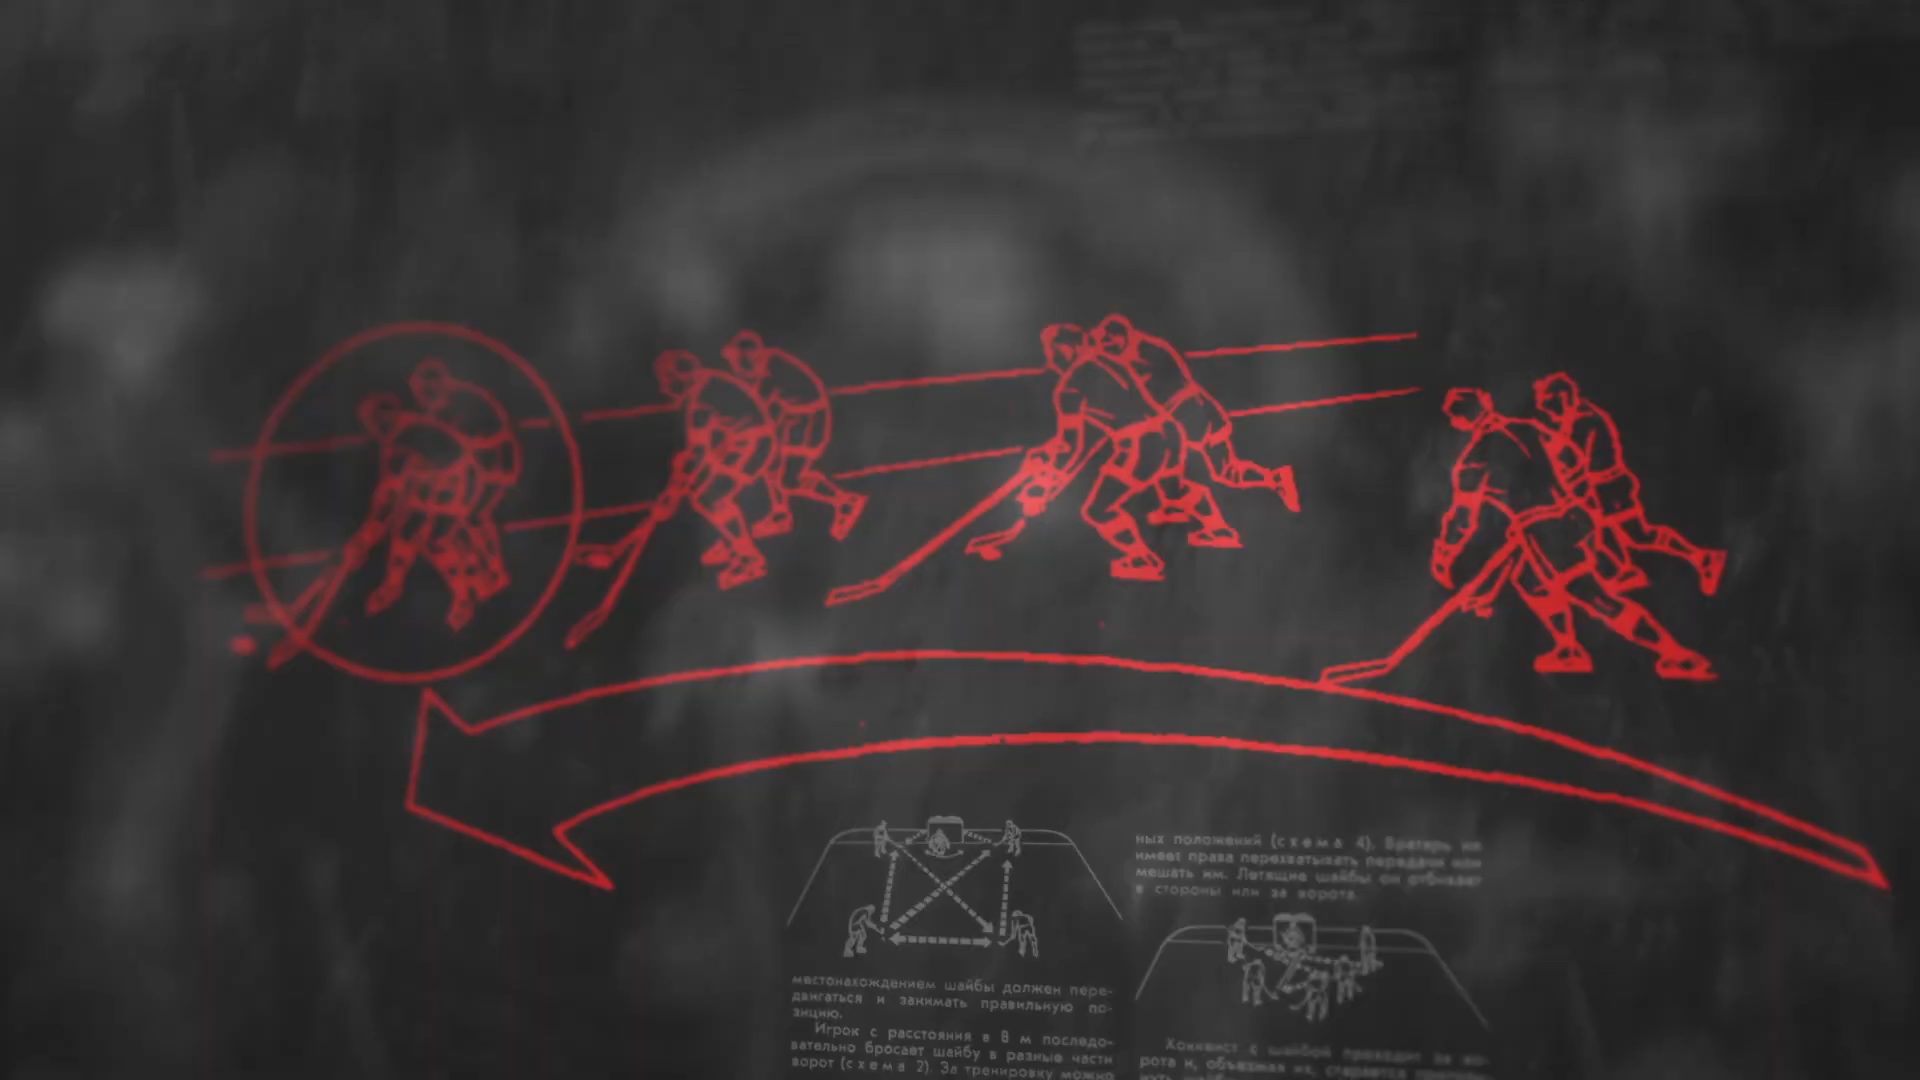 местонахождением шайбы должен пере-
двигаться и занимать правильную по-
зицию.
Игрок с расстояния в 8 м последо-
вательно бросает шайбу в разные части
ворот (схема 2). За тренировку можно
ных положений (схема 4). Вратарь не
имеет права перехватывать передачи или
мешать им. Летящие шайбы он отбивает
в стороны или за ворота.
Хоккеист с шайбой проходит за во-
рота и, объезжая их, старается